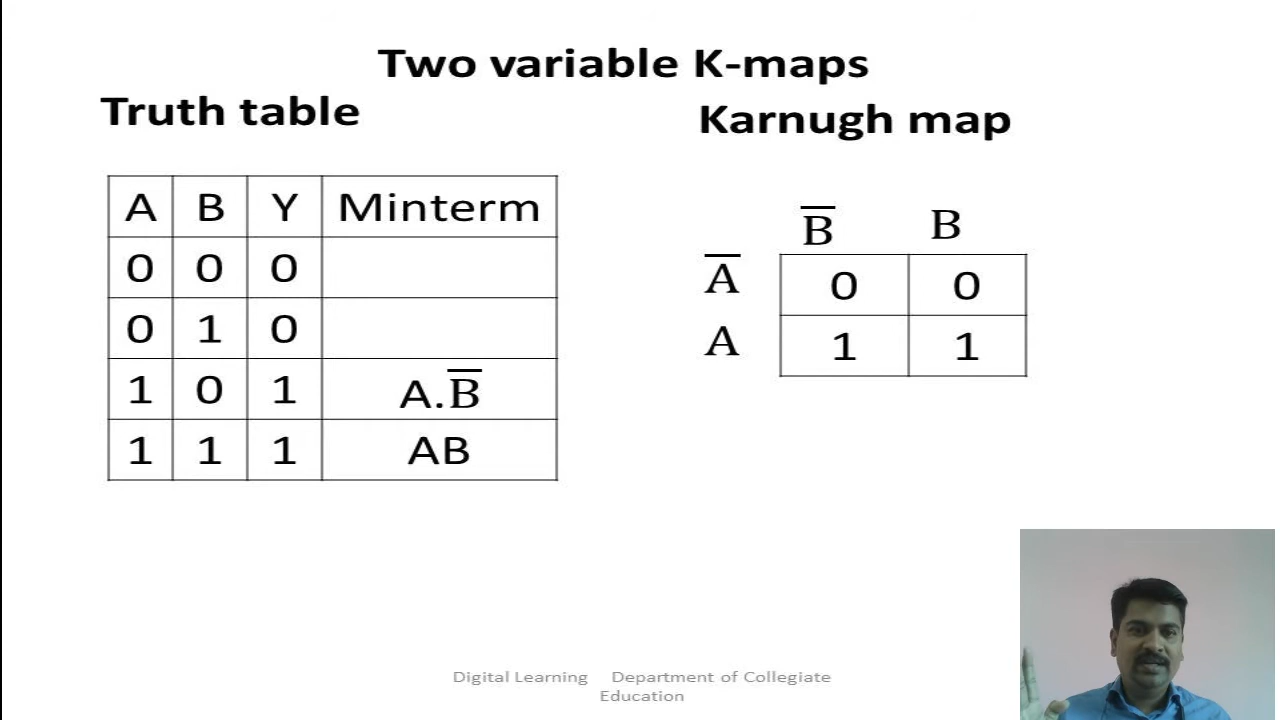 Two variable K-maps
Truth table
Karnugh map
A B Y Minterm
0 0 0
0 1 0
1 0 1 A.B̅
1 1 1 AB
B̅ B
A̅ 0 0
A 1 1
Digital Learning Department of Collegiate
Education